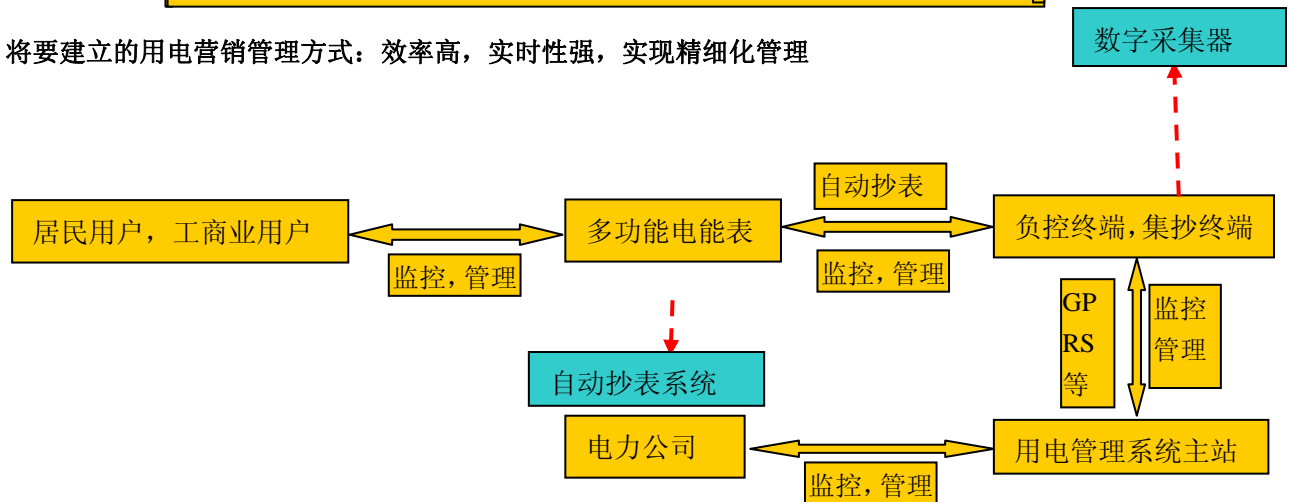 将要建立的用电营销管理方式：效率高，实时性强，实现精细化管理
数字采集器
自动抄表
居民用户，工商业用户
多功能电能表
负控终端，集抄终端
监控，管理
监控，管理
GP
RS
等
监控
管理
自动抄表系统
电力公司
用电管理系统主站
监控，管理